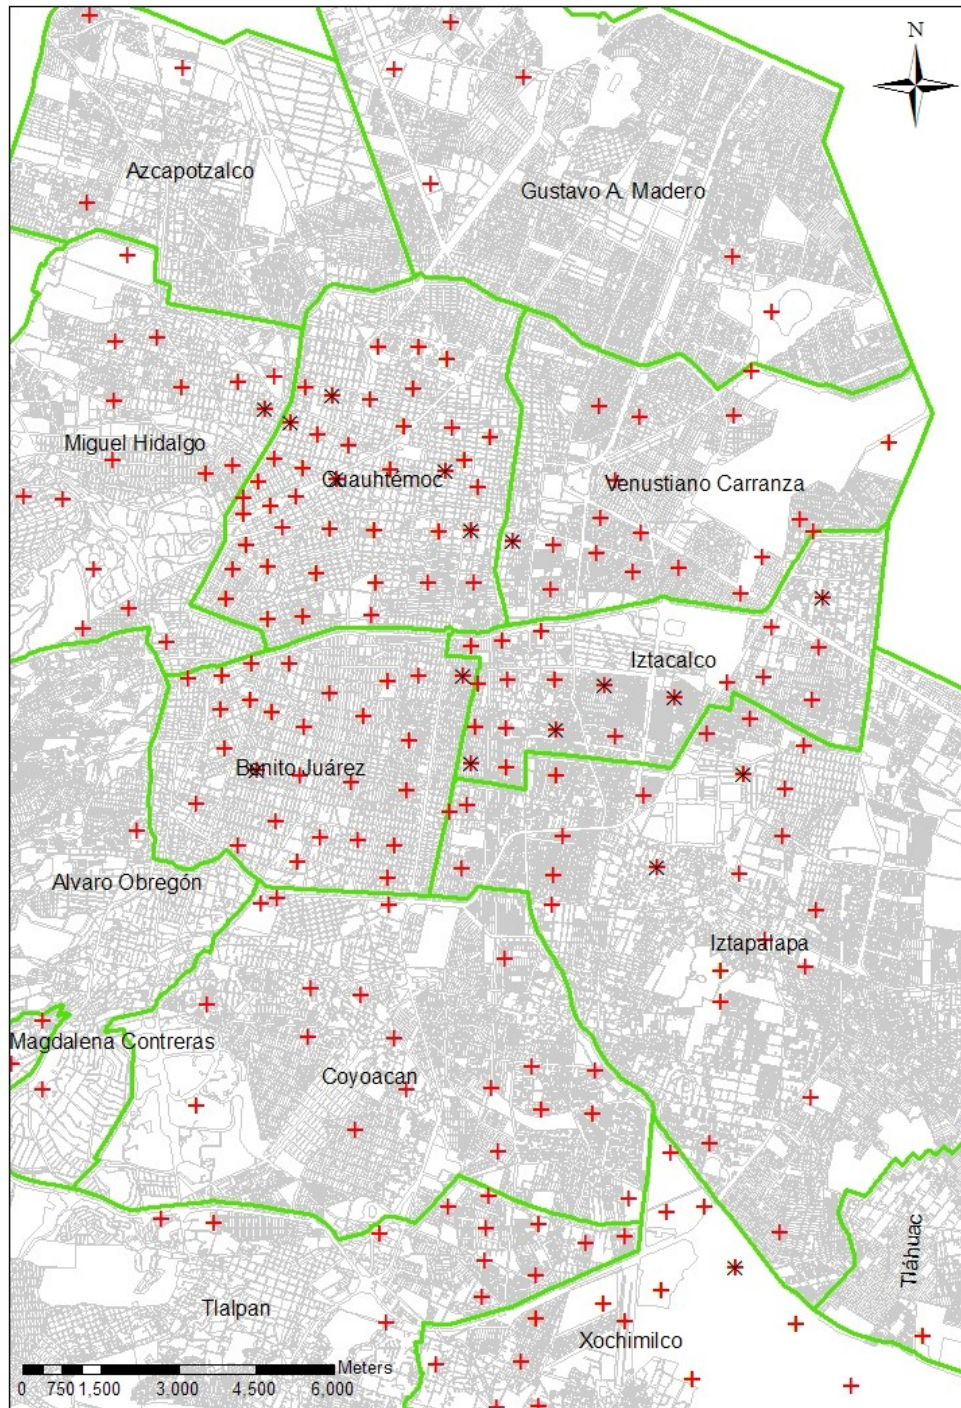 N
Azcapotzalco
Gustavo A. Madero
Miguel Hidalgo
Cuauhtémoc
Venustiano Carranza
Iztacalco
Benito Juárez
Alvaro Obregón
Iztapalapa
Magdalena Contreras
Coyoacan
Tláhuac
Tlalpan
Xochimilco
Meters
0 750 1,500 3,000 4,500 6,000